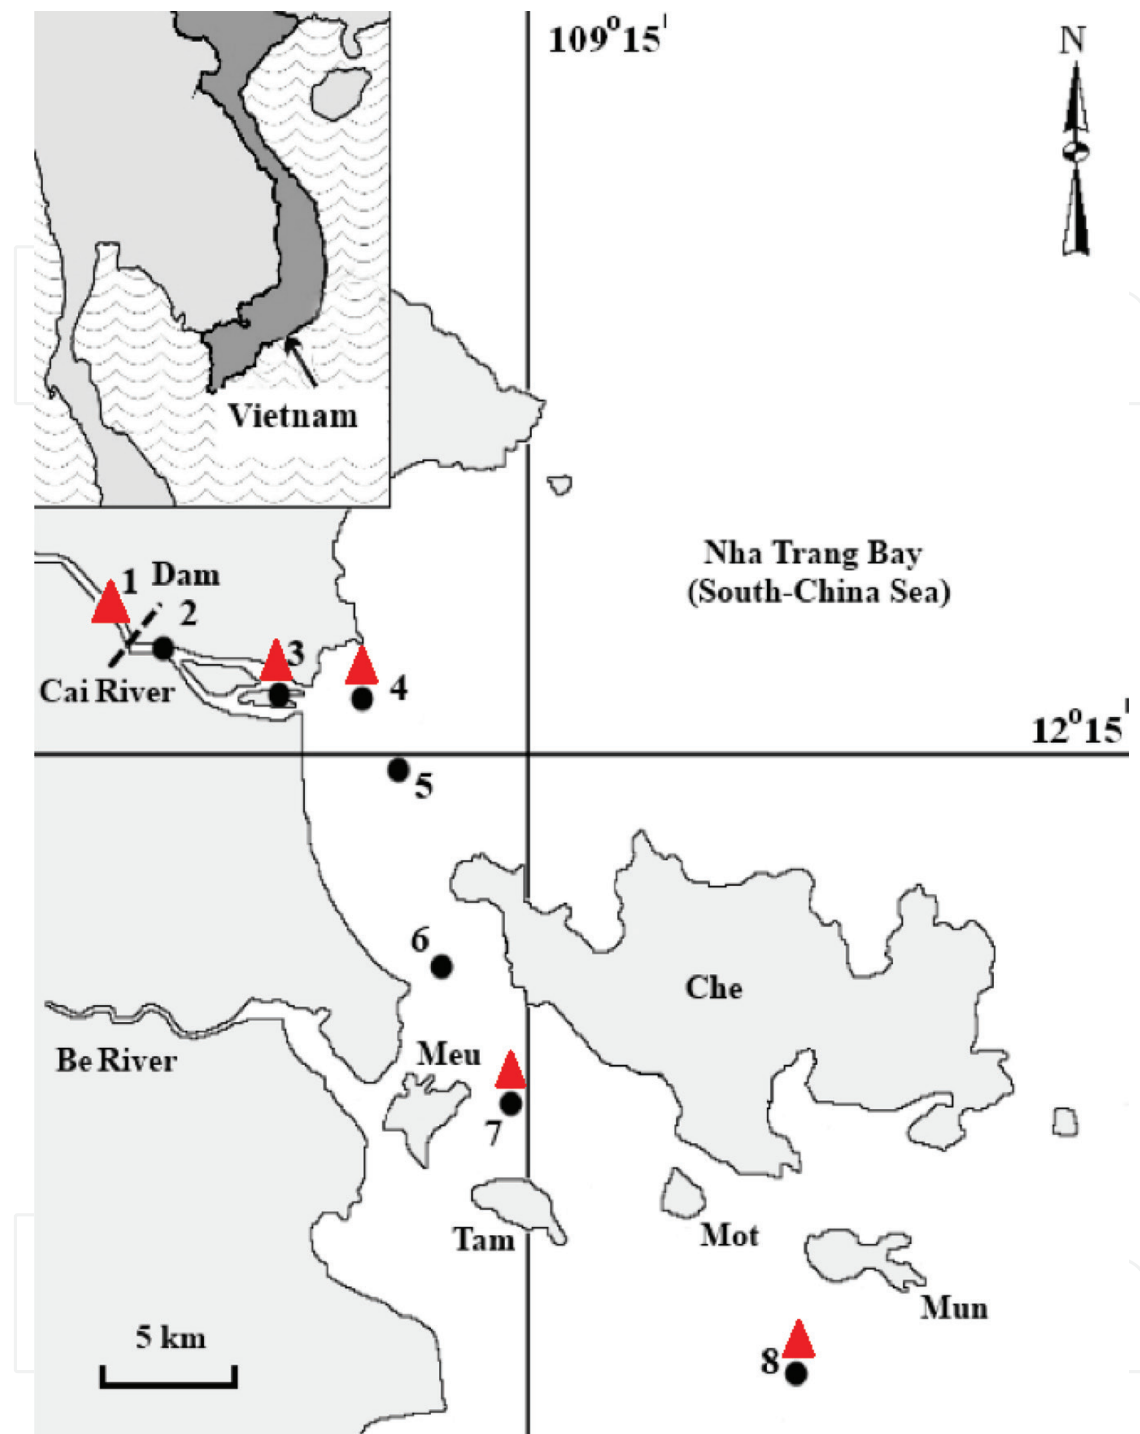 109°15'
N
Vietnam
Nha Trang Bay
(South-China Sea)
1
Dam
2
3
Cai River
4
12°15'
5
6
Che
Be River
Meu
7
Tam
Mot
Mun
5 km
8